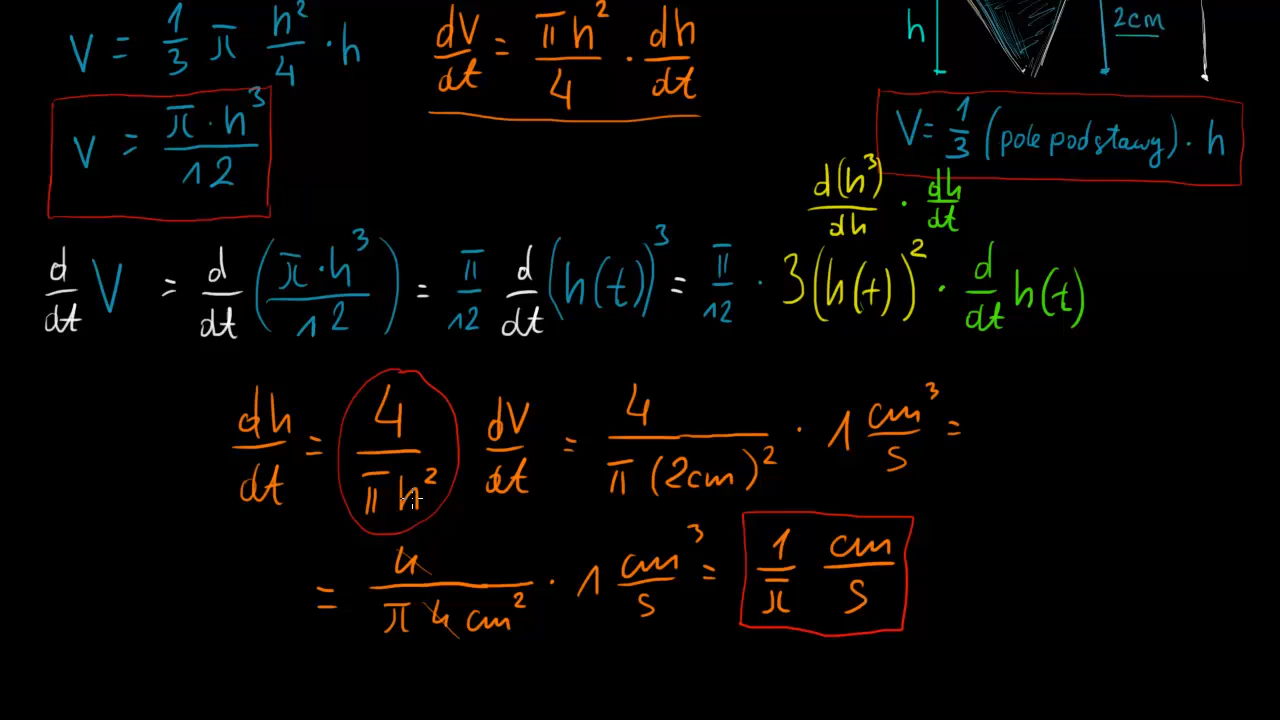 V = 1/3 π h²/4 · h
dV/dt = πh²/4 · dh/dt
h
2cm
V = π · h³/12
V = 1/3 (pole podstawy) · h
d(h³)/dh · dh/dt
d/dt V = d/dt (π · h³/12) = π/12 d/dt (h(t))³ = π/12 · 3(h(t))² · d/dt h(t)
dh/dt = 4/πh² dV/dt = 4/π(2cm)² · 1 cm³/s =
= 4/π4cm² · 1 cm³/s = 1/π cm/s